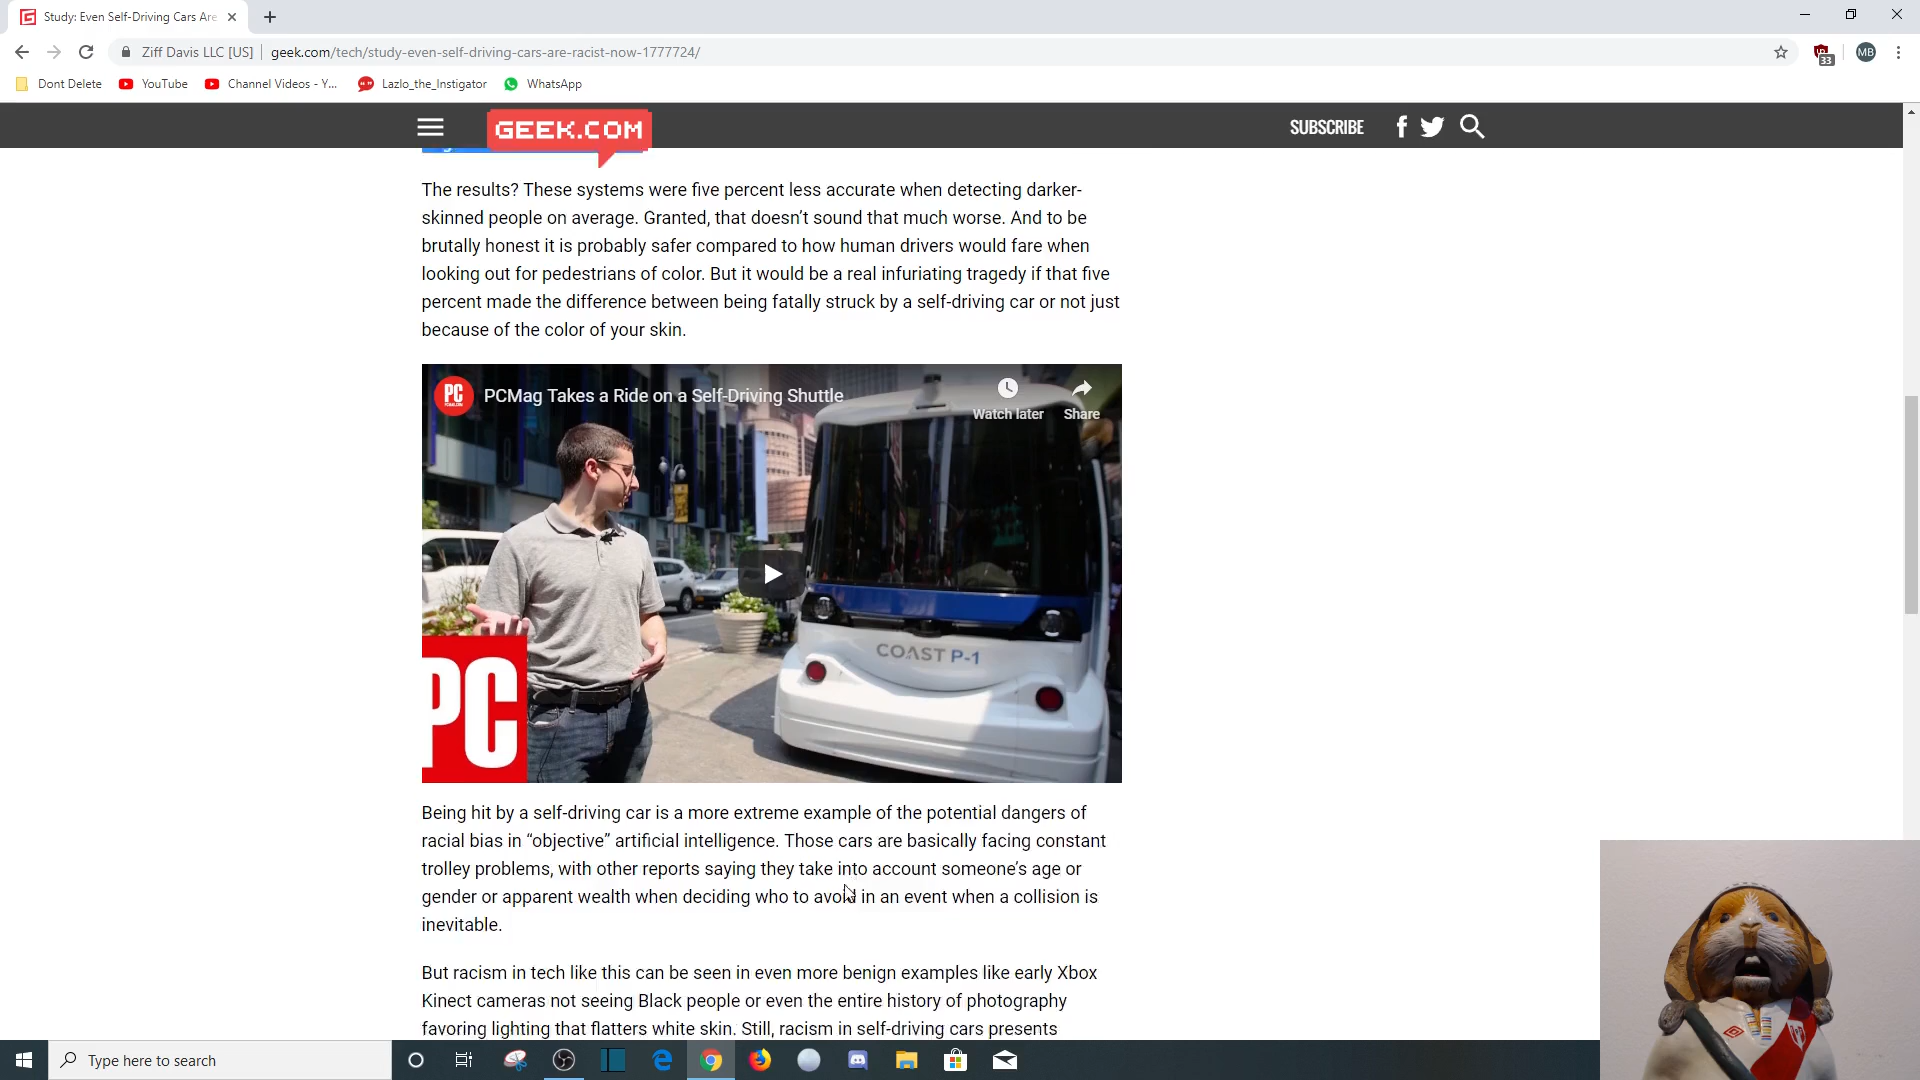 Study: Even Self-Driving Cars Are
Ziff Davis LLC [US] | geek.com/tech/study-even-self-driving-cars-are-racist-now-1777724/
33
MB
Dont Delete YouTube Channel Videos - Y... Lazlo_the_Instigator WhatsApp
GEEK.COM
SUBSCRIBE
The results? These systems were five percent less accurate when detecting darker-
skinned people on average. Granted, that doesn’t sound that much worse. And to be
brutally honest it is probably safer compared to how human drivers would fare when
looking out for pedestrians of color. But it would be a real infuriating tragedy if that five
percent made the difference between being fatally struck by a self-driving car or not just
because of the color of your skin.
PC PCMag Takes a Ride on a Self-Driving Shuttle
Watch later Share
COAST P-1
PC
Being hit by a self-driving car is a more extreme example of the potential dangers of
racial bias in “objective” artificial intelligence. Those cars are basically facing constant
trolley problems, with other reports saying they take into account someone’s age or
gender or apparent wealth when deciding who to avoid in an event when a collision is
inevitable.
But racism in tech like this can be seen in even more benign examples like early Xbox
Kinect cameras not seeing Black people or even the entire history of photography
favoring lighting that flatters white skin. Still, racism in self-driving cars presents
Type here to search